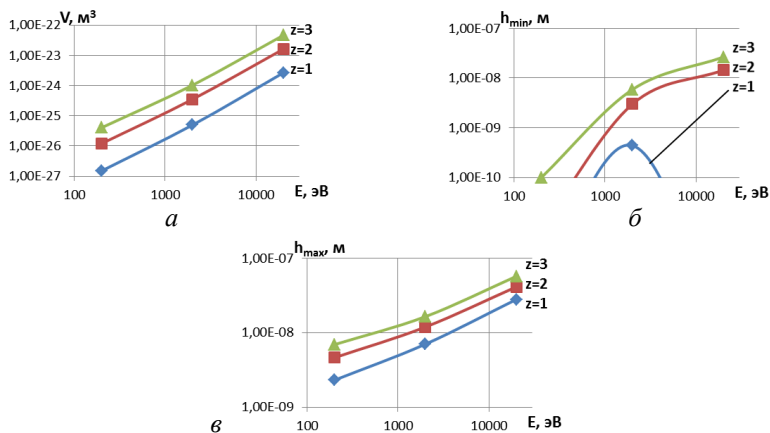 V, м³
1,00E-22
1,00E-23
1,00E-24
1,00E-25
1,00E-26
1,00E-27
z=3
z=2
z=1
100
1000
10000
E, эВ
а
hmin, м
1,00E-07
1,00E-08
1,00E-09
1,00E-10
z=3
z=2
z=1
100
1000
10000
E, эВ
б
hmax, м
1,00E-07
1,00E-08
1,00E-09
z=3
z=2
z=1
100
1000
10000
E, эВ
в